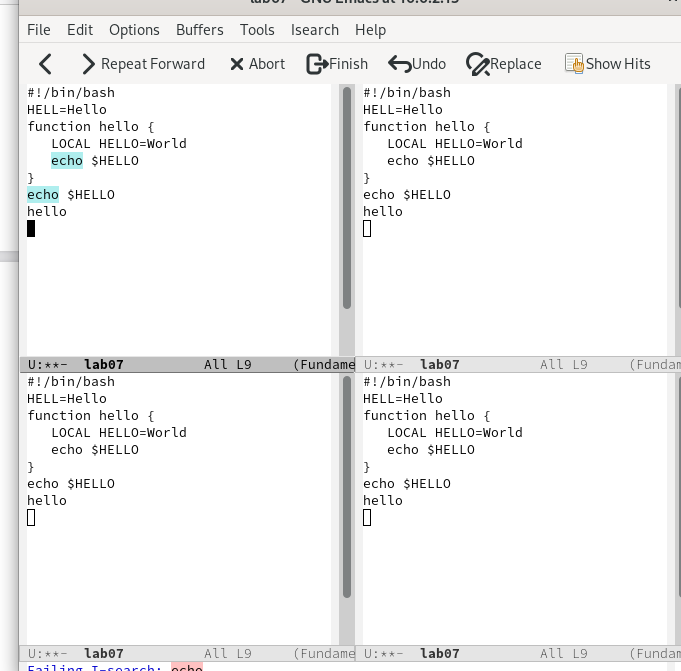 lab07 - GNU Emacs at 10.0.2.15
File Edit Options Buffers Tools Isearch Help
Repeat Forward Abort Finish Undo Replace Show Hits
#!/bin/bash
HELL=Hello
function hello {
LOCAL HELLO=World
echo $HELLO
}
echo $HELLO
hello
U:**- lab07 All L9 (Fundame
#!/bin/bash
HELL=Hello
function hello {
LOCAL HELLO=World
echo $HELLO
}
echo $HELLO
hello
U:**- lab07 All L9 (Fundam
#!/bin/bash
HELL=Hello
function hello {
LOCAL HELLO=World
echo $HELLO
}
echo $HELLO
hello
U:**- lab07 All L9 (Fundame
#!/bin/bash
HELL=Hello
function hello {
LOCAL HELLO=World
echo $HELLO
}
echo $HELLO
hello
U:**- lab07 All L9 (Fundam
Failing I-search: echo